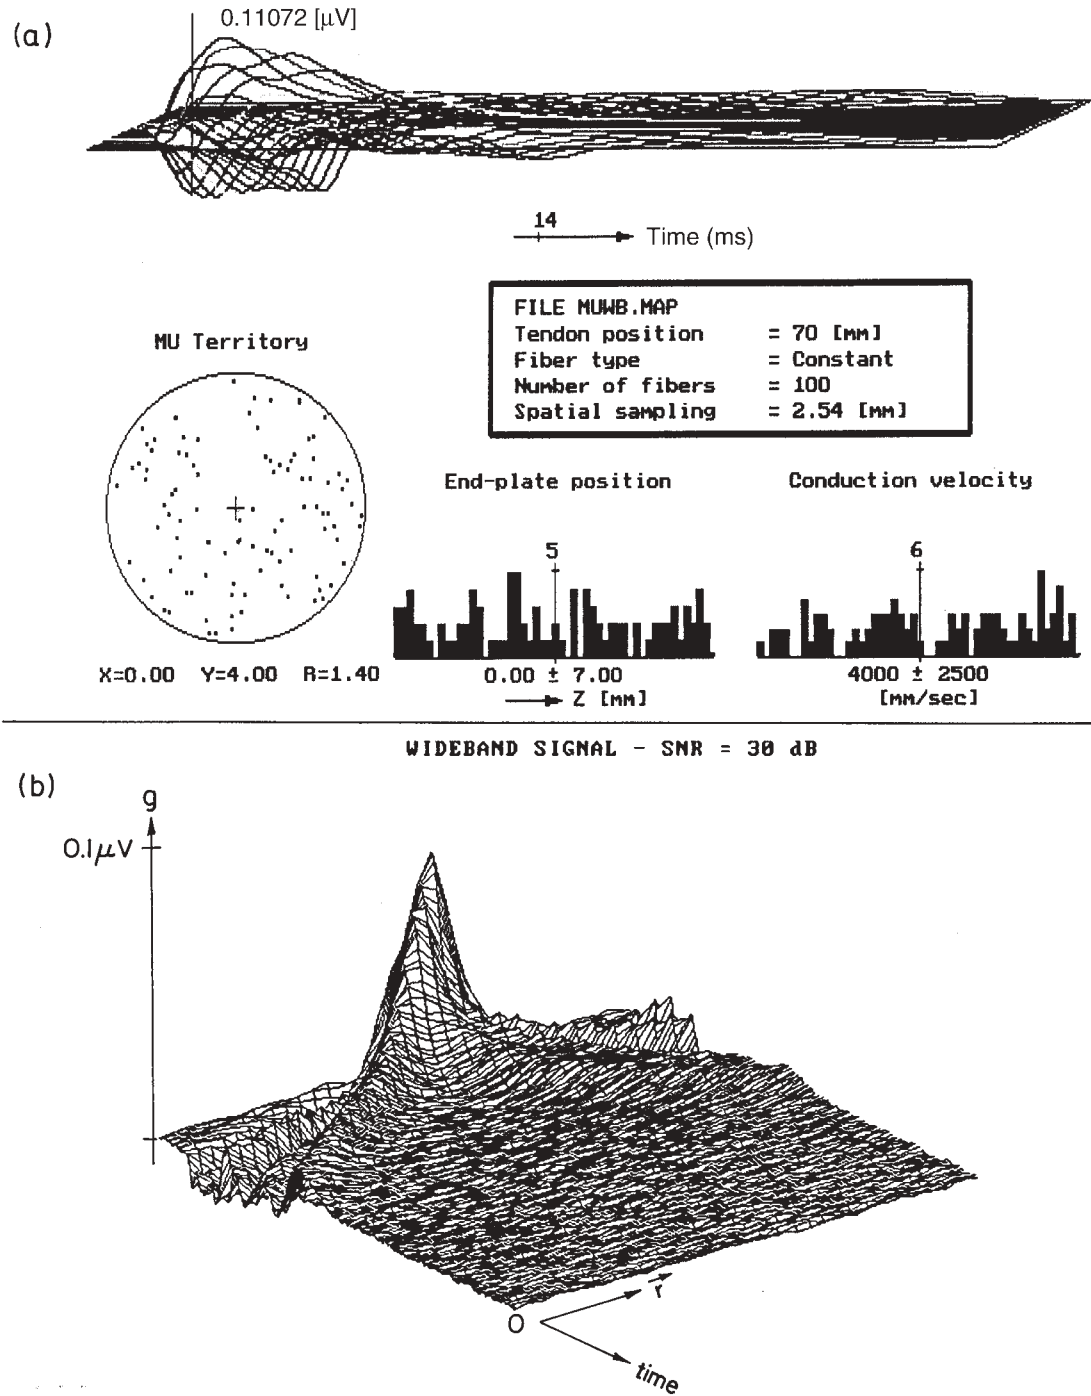 (a)
0.11072 [μV]
14
Time (ms)
FILE MUWB.MAP
Tendon position = 70 [mm]
Fiber type = Constant
Number of fibers = 100
Spatial sampling = 2.54 [mm]
MU Territory
X=0.00 Y=4.00 R=1.40
End-plate position
5
0.00 ± 7.00
Z [mm]
Conduction velocity
6
4000 ± 2500
[mm/sec]
WIDEBAND SIGNAL - SNR = 30 dB
(b)
g
0.1μV
r
0
time